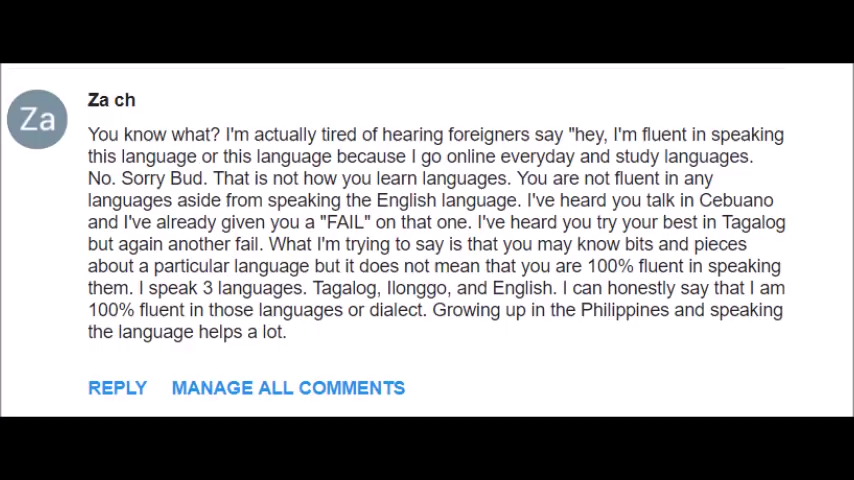 Za
Za ch
You know what? I'm actually tired of hearing foreigners say "hey, I'm fluent in speaking
this language or this language because I go online everyday and study languages.
No. Sorry Bud. That is not how you learn languages. You are not fluent in any
languages aside from speaking the English language. I've heard you talk in Cebuano
and I've already given you a "FAIL" on that one. I've heard you try your best in Tagalog
but again another fail. What I'm trying to say is that you may know bits and pieces
about a particular language but it does not mean that you are 100% fluent in speaking
them. I speak 3 languages. Tagalog, Ilonggo, and English. I can honestly say that I am
100% fluent in those languages or dialect. Growing up in the Philippines and speaking
the language helps a lot.
REPLY MANAGE ALL COMMENTS